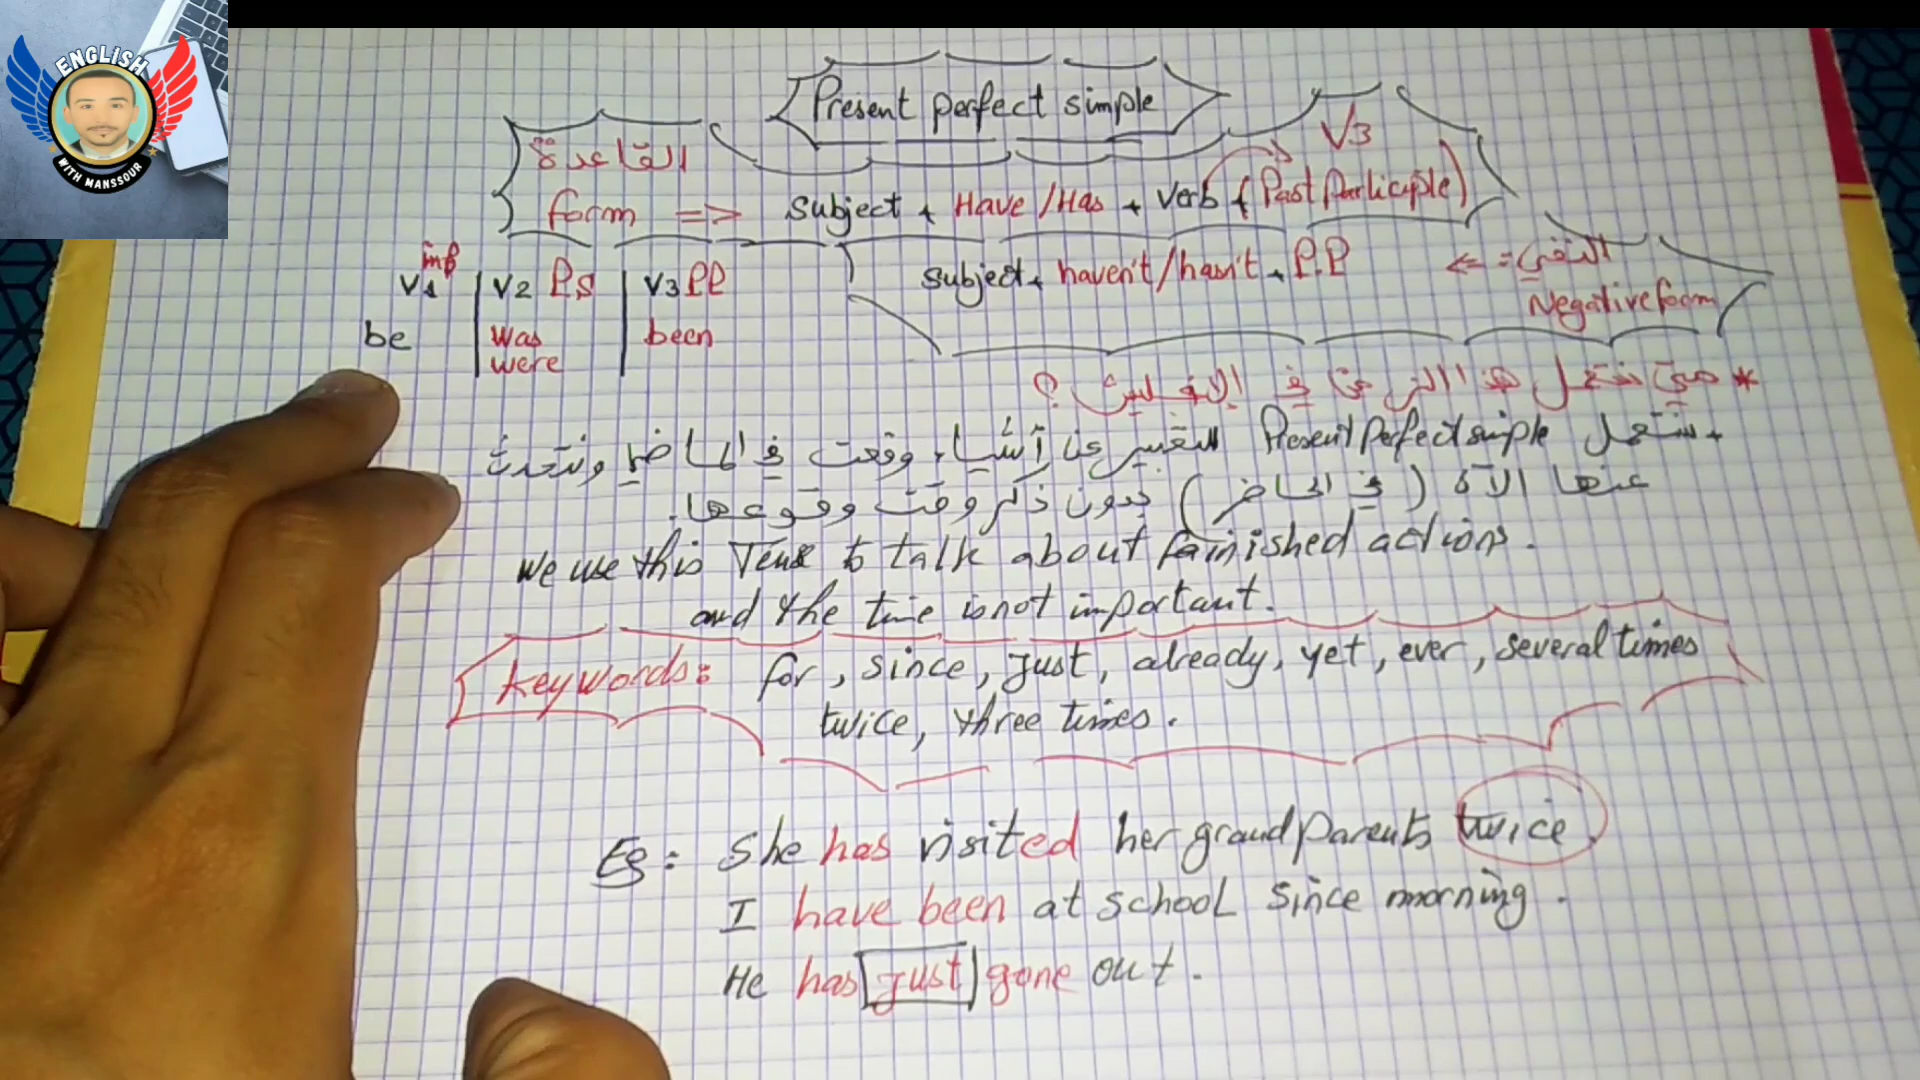 ENGLISH
WITH MANSSOUR
Present perfect simple
القاعدة
form => subject + Have / Has + verb (Past Participle)
V3
subject + haven't / hasn't + P.P <= النفي
Negative form
V1 inf | V2 P.s | V3 PP
be | was | been
were
* متى نستعمل هذا الزمن في الإنجليزية؟
+ نستعمل Present perfect simple للتعبير عن أشياء وقعت في الماضي ونتحدث
عنها الآن (في الحاضر) بدون ذكر وقت وقوعها.
we use this Tense to talk about fainished actions.
and the time is not important.
Keywords: for, since, just, already, yet, ever, several times
twice, three times.
Eg: She has visited her grandparents twice.
I have been at school since morning.
He has just gone out.